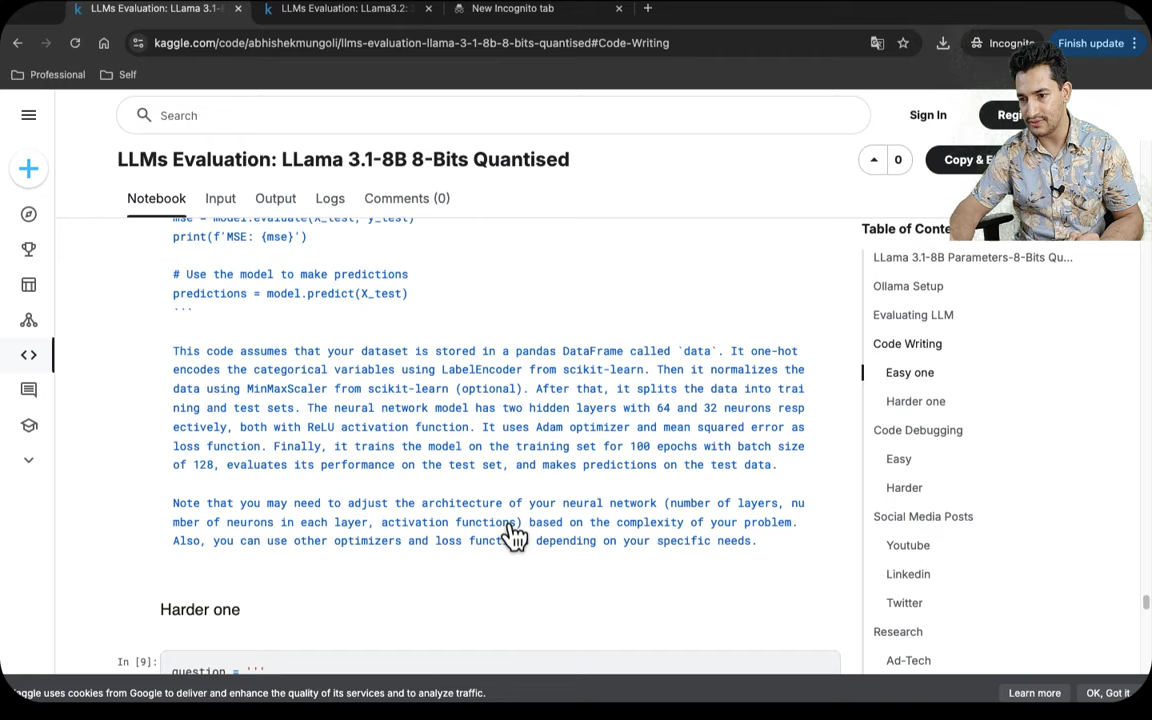 LLMs Evaluation: LLama 3.1-8
LLMs Evaluation: LLama3.2:
New Incognito tab
kaggle.com/code/abhishekmungoli/llms-evaluation-llama-3-1-8b-8-bits-quantised#Code-Writing
Incognito
Finish update
Professional
Self
Search
Sign In
Regi
LLMs Evaluation: LLama 3.1-8B 8-Bits Quantised
0
Copy & E
Notebook
Input
Output
Logs
Comments (0)
mse = model.evaluate(X_test, y_test)
print(f'MSE: {mse}')
# Use the model to make predictions
predictions = model.predict(X_test)
```
This code assumes that your dataset is stored in a pandas DataFrame called `data`. It one-hot
encodes the categorical variables using LabelEncoder from scikit-learn. Then it normalizes the
data using MinMaxScaler from scikit-learn (optional). After that, it splits the data into trai
ning and test sets. The neural network model has two hidden layers with 64 and 32 neurons resp
ectively, both with ReLU activation function. It uses Adam optimizer and mean squared error as
loss function. Finally, it trains the model on the training set for 100 epochs with batch size
of 128, evaluates its performance on the test set, and makes predictions on the test data.
Note that you may need to adjust the architecture of your neural network (number of layers, nu
mber of neurons in each layer, activation functions) based on the complexity of your problem.
Also, you can use other optimizers and loss func depending on your specific needs.
Harder one
In [9]:
question = '''
Table of Conte
LLama 3.1-8B Parameters-8-Bits Qu...
Ollama Setup
Evaluating LLM
Code Writing
Easy one
Harder one
Code Debugging
Easy
Harder
Social Media Posts
Youtube
Linkedin
Twitter
Research
Ad-Tech
aggle uses cookies from Google to deliver and enhance the quality of its services and to analyze traffic.
Learn more
OK, Got it